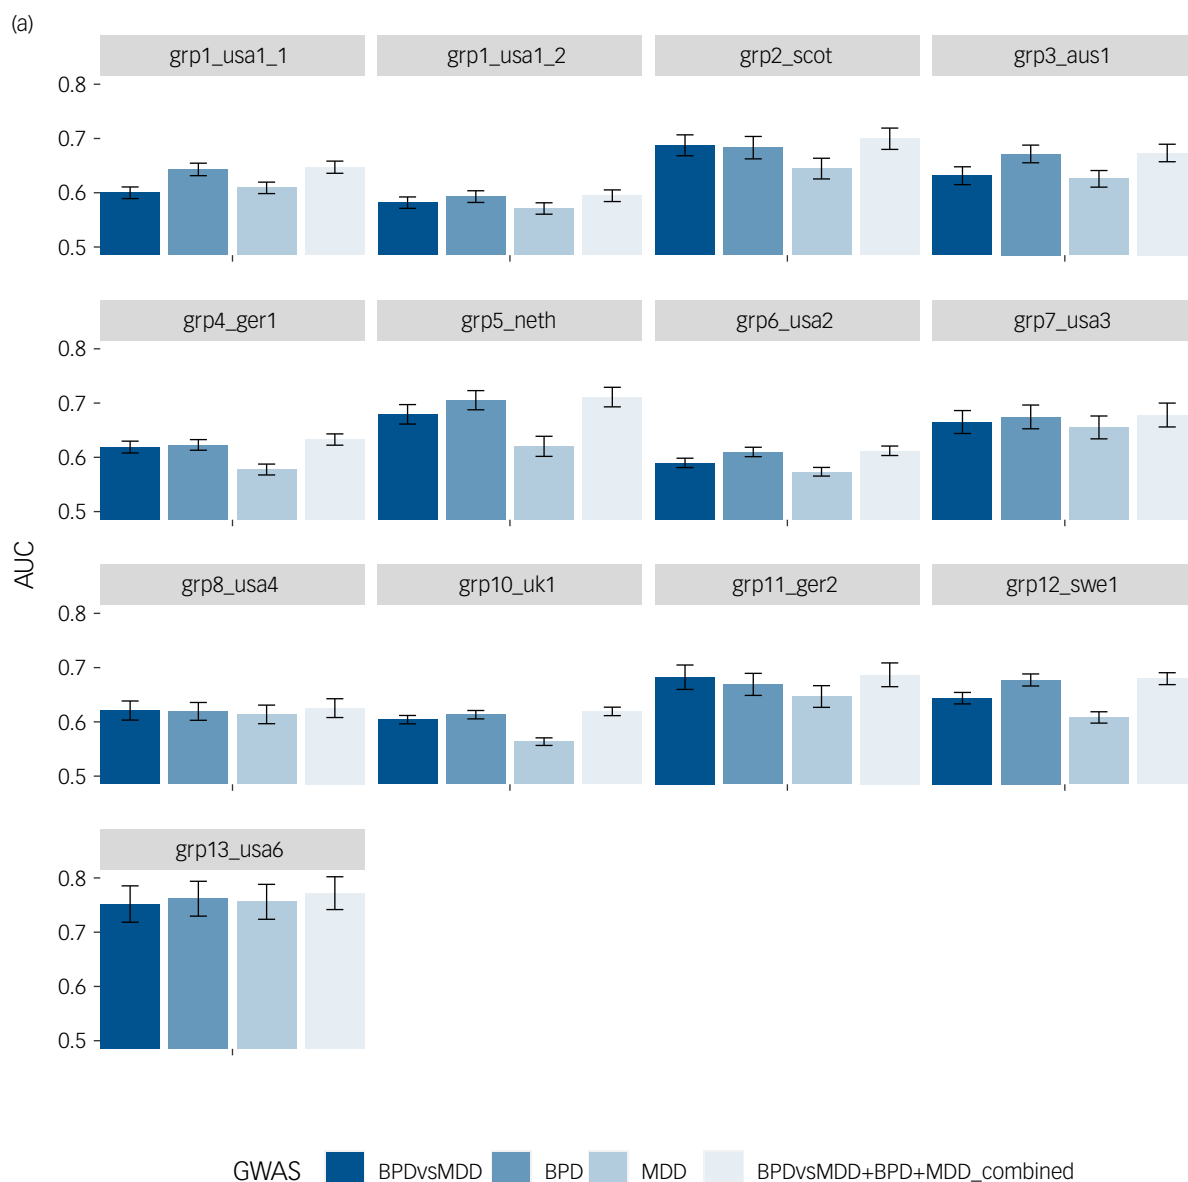 (a)
grp1_usa1_1 grp1_usa1_2 grp2_scot grp3_aus1
0.8
0.7
0.6
0.5
grp4_ger1 grp5_neth grp6_usa2 grp7_usa3
0.8
0.7
0.6
0.5
AUC
grp8_usa4 grp10_uk1 grp11_ger2 grp12_swe1
0.8
0.7
0.6
0.5
grp13_usa6
0.8
0.7
0.6
0.5
GWAS BPDvsMDD BPD MDD BPDvsMDD+BPD+MDD_combined